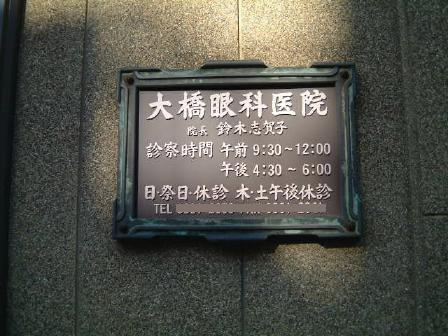 大橋眼科医院
院長 鈴木志賀子
診察時間 午前 9:30~12:00
午後 4:30~6:00
日・祭日・休診 木・土午後休診
TEL